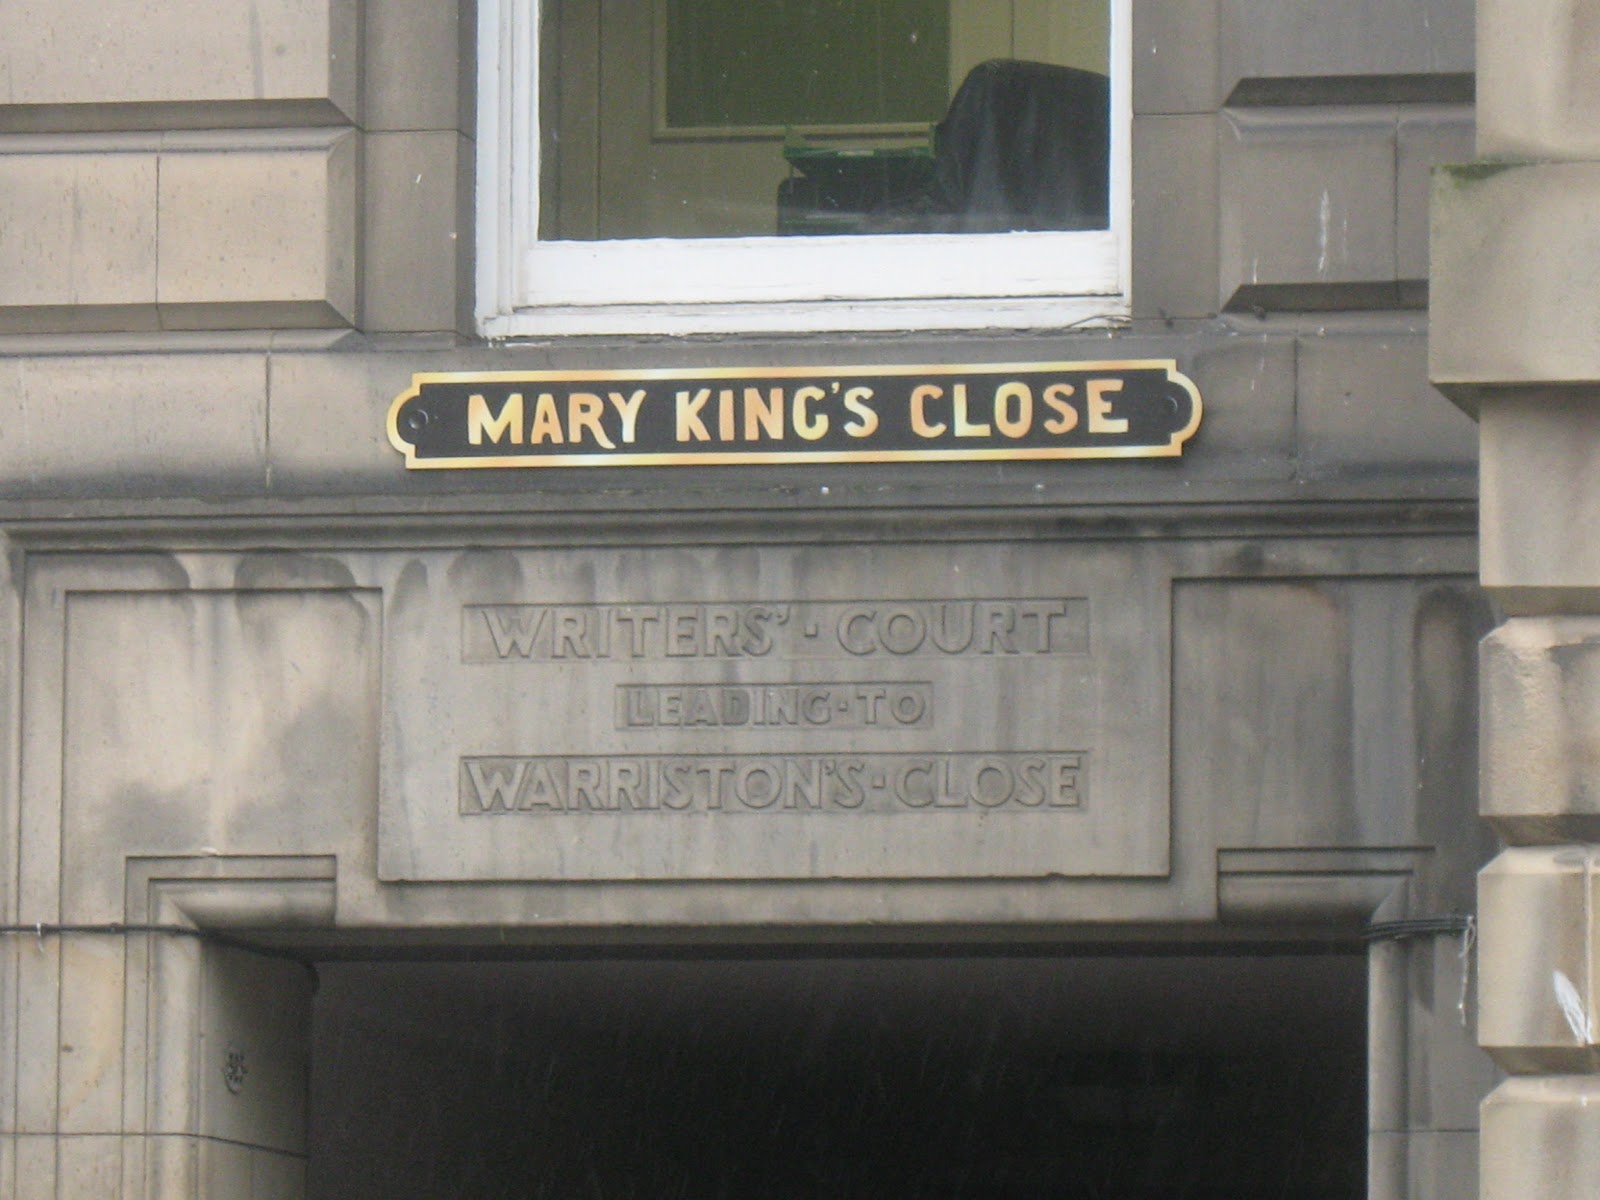 MARY KING'S CLOSE
WRITERS' · COURT
LEADING · TO
WARRISTON'S · CLOSE